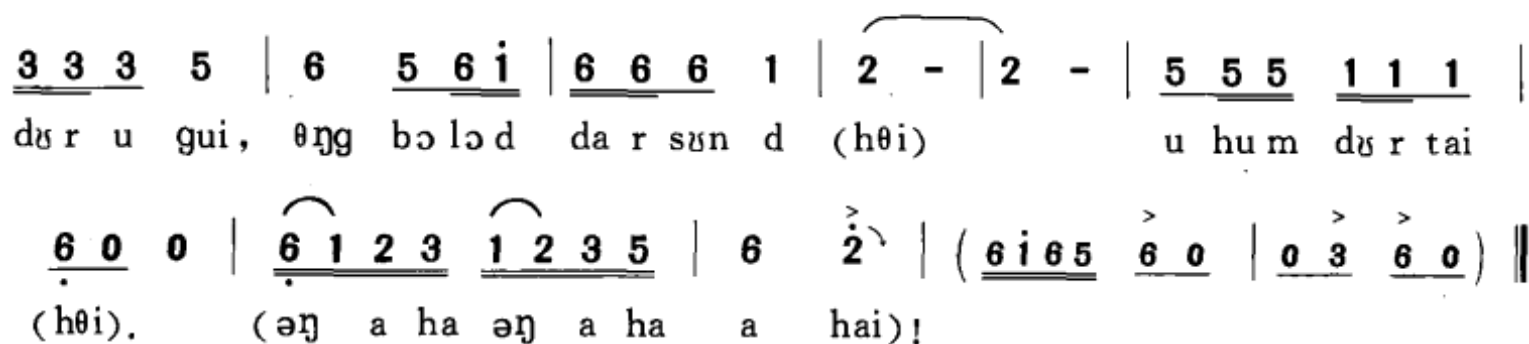 3 3 3 5 | 6 5 6 i̇ | 6 6 6 1 | 2 - | 2 - | 5 5 5 1 1 1 |
dʊ r u gui, θŋg bɔ lɔ d da r sʊn d (hθi) u hu m dʊ r tai
6̣ 0 0 | 6̣ 1 2 3 1 2 3 5 | 6 2̇ | ( 6 i̇ 6 5 6 0 | 0 3 6 0 ) ‖
(hθi). (əŋ a ha əŋ a ha a hai)!